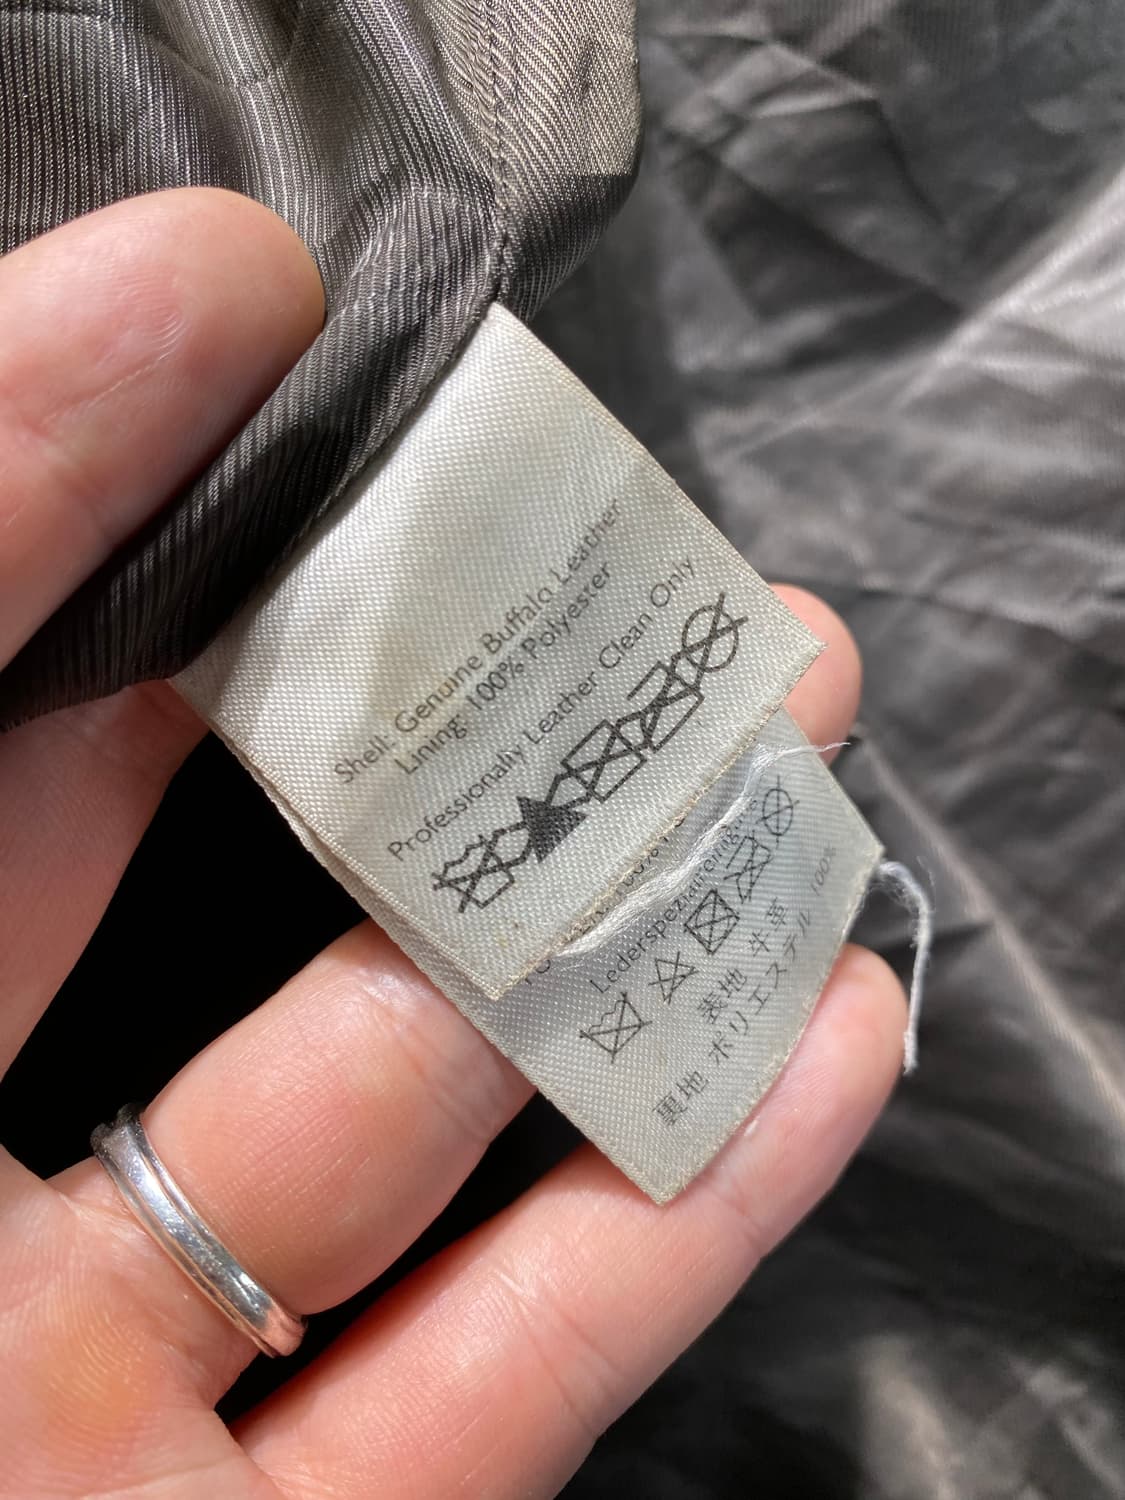 Shell: Genuine Buffalo Leather
Lining: 100% Polyester
Professionally Leather Clean Only
100%
Lederspezialreinigung
表地 牛革
裏地 ポリエステル 100%